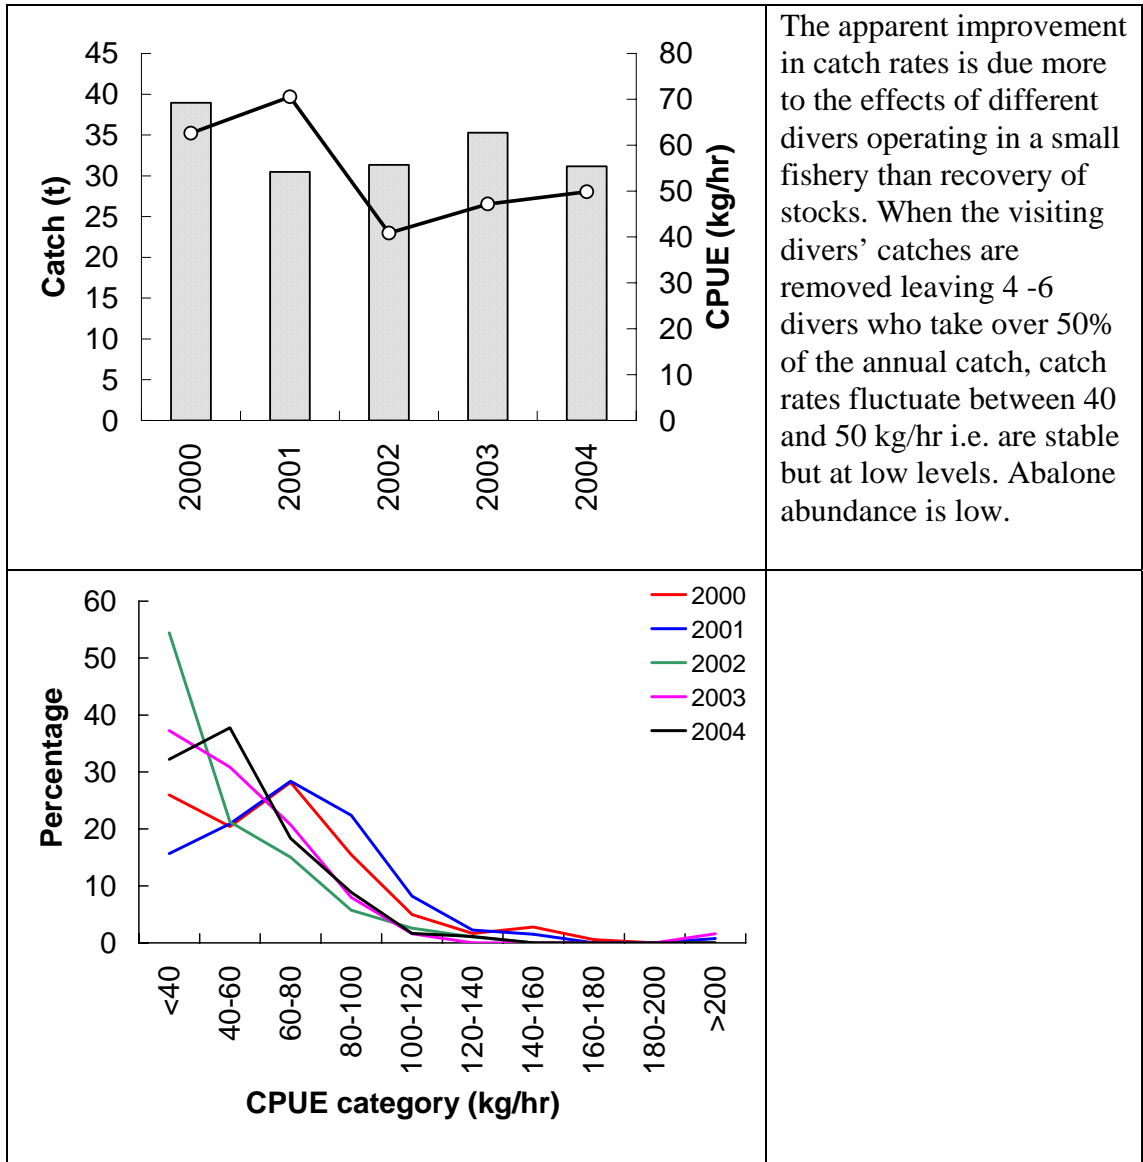 45
40
35
30
25
20
15
10
5
0
Catch (t)
80
70
60
50
40
30
20
10
0
CPUE (kg/hr)
2000
2001
2002
2003
2004
The apparent improvement
in catch rates is due more
to the effects of different
divers operating in a small
fishery than recovery of
stocks. When the visiting
divers’ catches are
removed leaving 4 -6
divers who take over 50%
of the annual catch, catch
rates fluctuate between 40
and 50 kg/hr i.e. are stable
but at low levels. Abalone
abundance is low.
60
50
40
30
20
10
0
Percentage
2000
2001
2002
2003
2004
<40
40-60
60-80
80-100
100-120
120-140
140-160
160-180
180-200
>200
CPUE category (kg/hr)